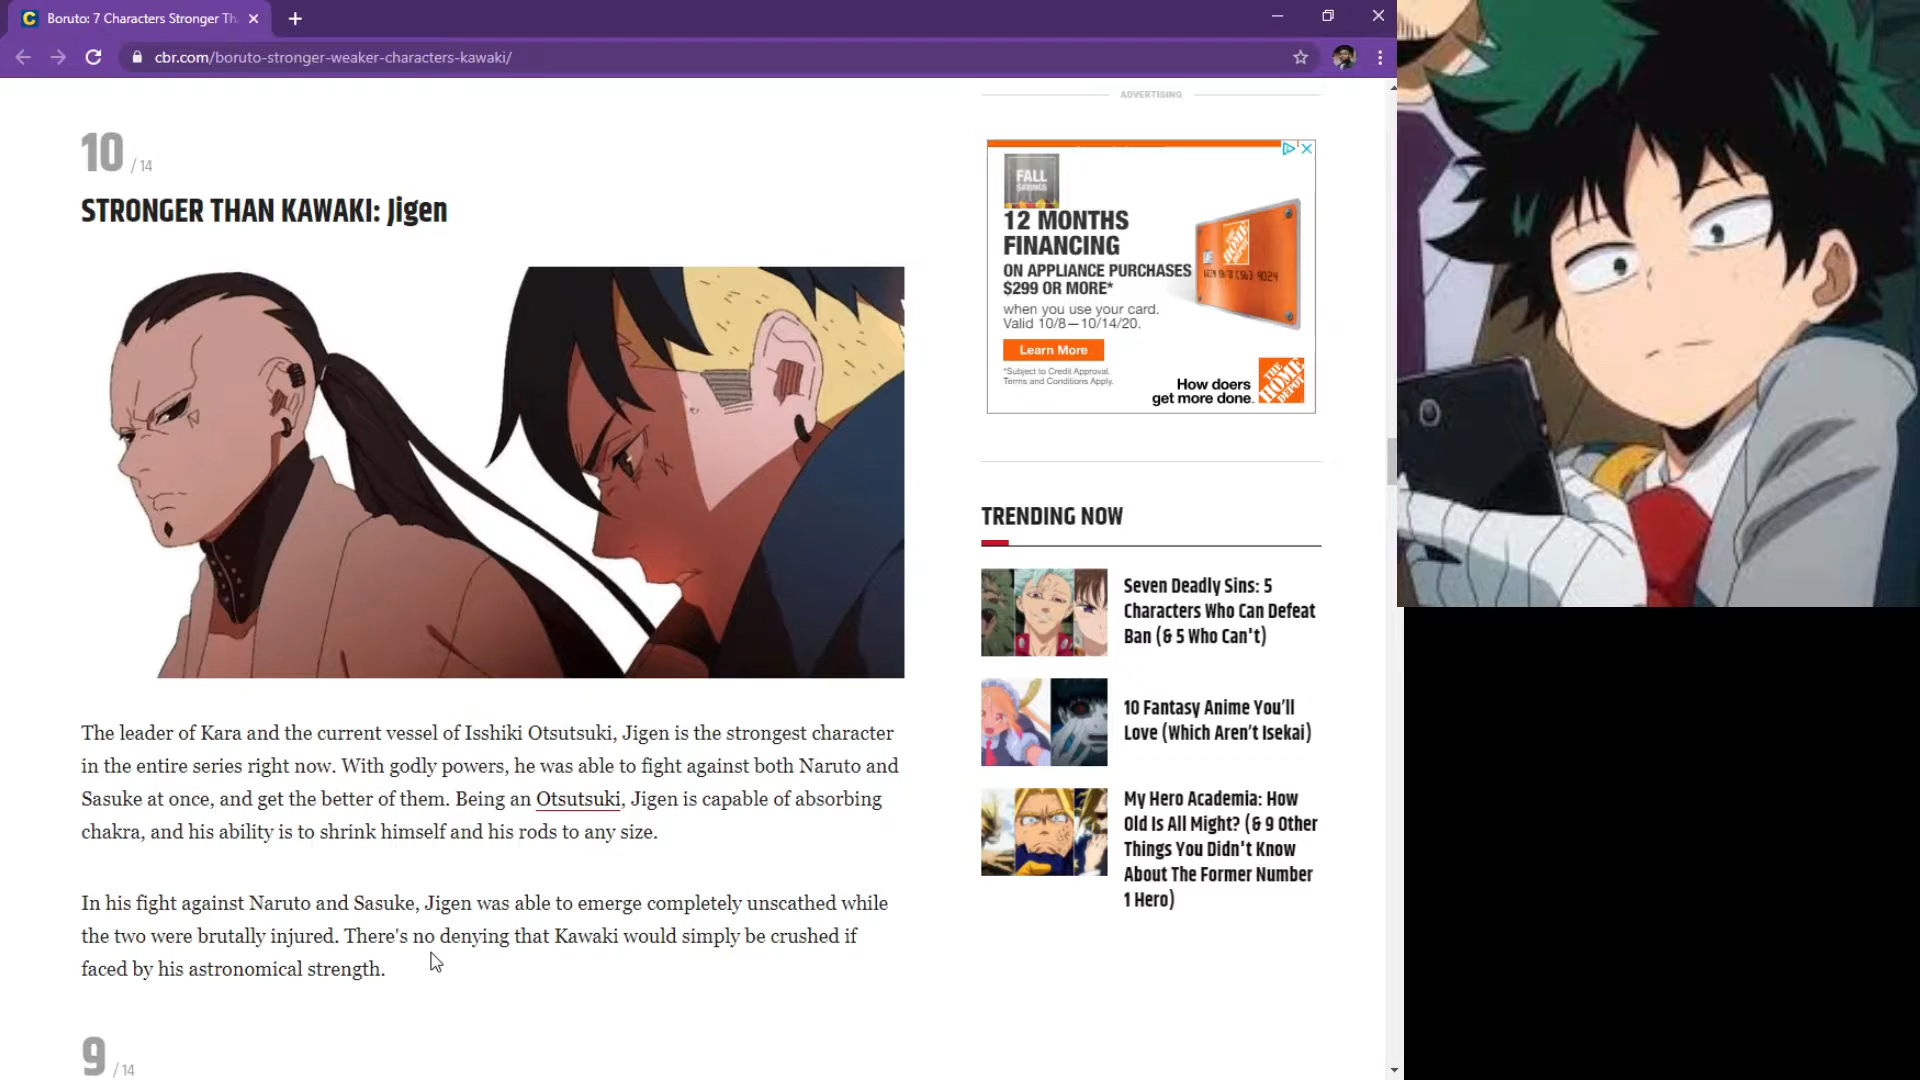 Boruto: 7 Characters Stronger Th
cbr.com/boruto-stronger-weaker-characters-kawaki/
10 / 14
STRONGER THAN KAWAKI: Jigen
The leader of Kara and the current vessel of Isshiki Otsutsuki, Jigen is the strongest character
in the entire series right now. With godly powers, he was able to fight against both Naruto and
Sasuke at once, and get the better of them. Being an Otsutsuki, Jigen is capable of absorbing
chakra, and his ability is to shrink himself and his rods to any size.
In his fight against Naruto and Sasuke, Jigen was able to emerge completely unscathed while
the two were brutally injured. There's no denying that Kawaki would simply be crushed if
faced by his astronomical strength.
9 / 14
ADVERTISING
FALL
SAVINGS
12 MONTHS
FINANCING
ON APPLIANCE PURCHASES
$299 OR MORE*
when you use your card.
Valid 10/8—10/14/20.
Learn More
*Subject to Credit Approval.
Terms and Conditions Apply.
How doers
get more done.
THE
HOME
DEPOT
TRENDING NOW
Seven Deadly Sins: 5
Characters Who Can Defeat
Ban (& 5 Who Can't)
10 Fantasy Anime You'll
Love (Which Aren't Isekai)
My Hero Academia: How
Old Is All Might? (& 9 Other
Things You Didn't Know
About The Former Number
1 Hero)